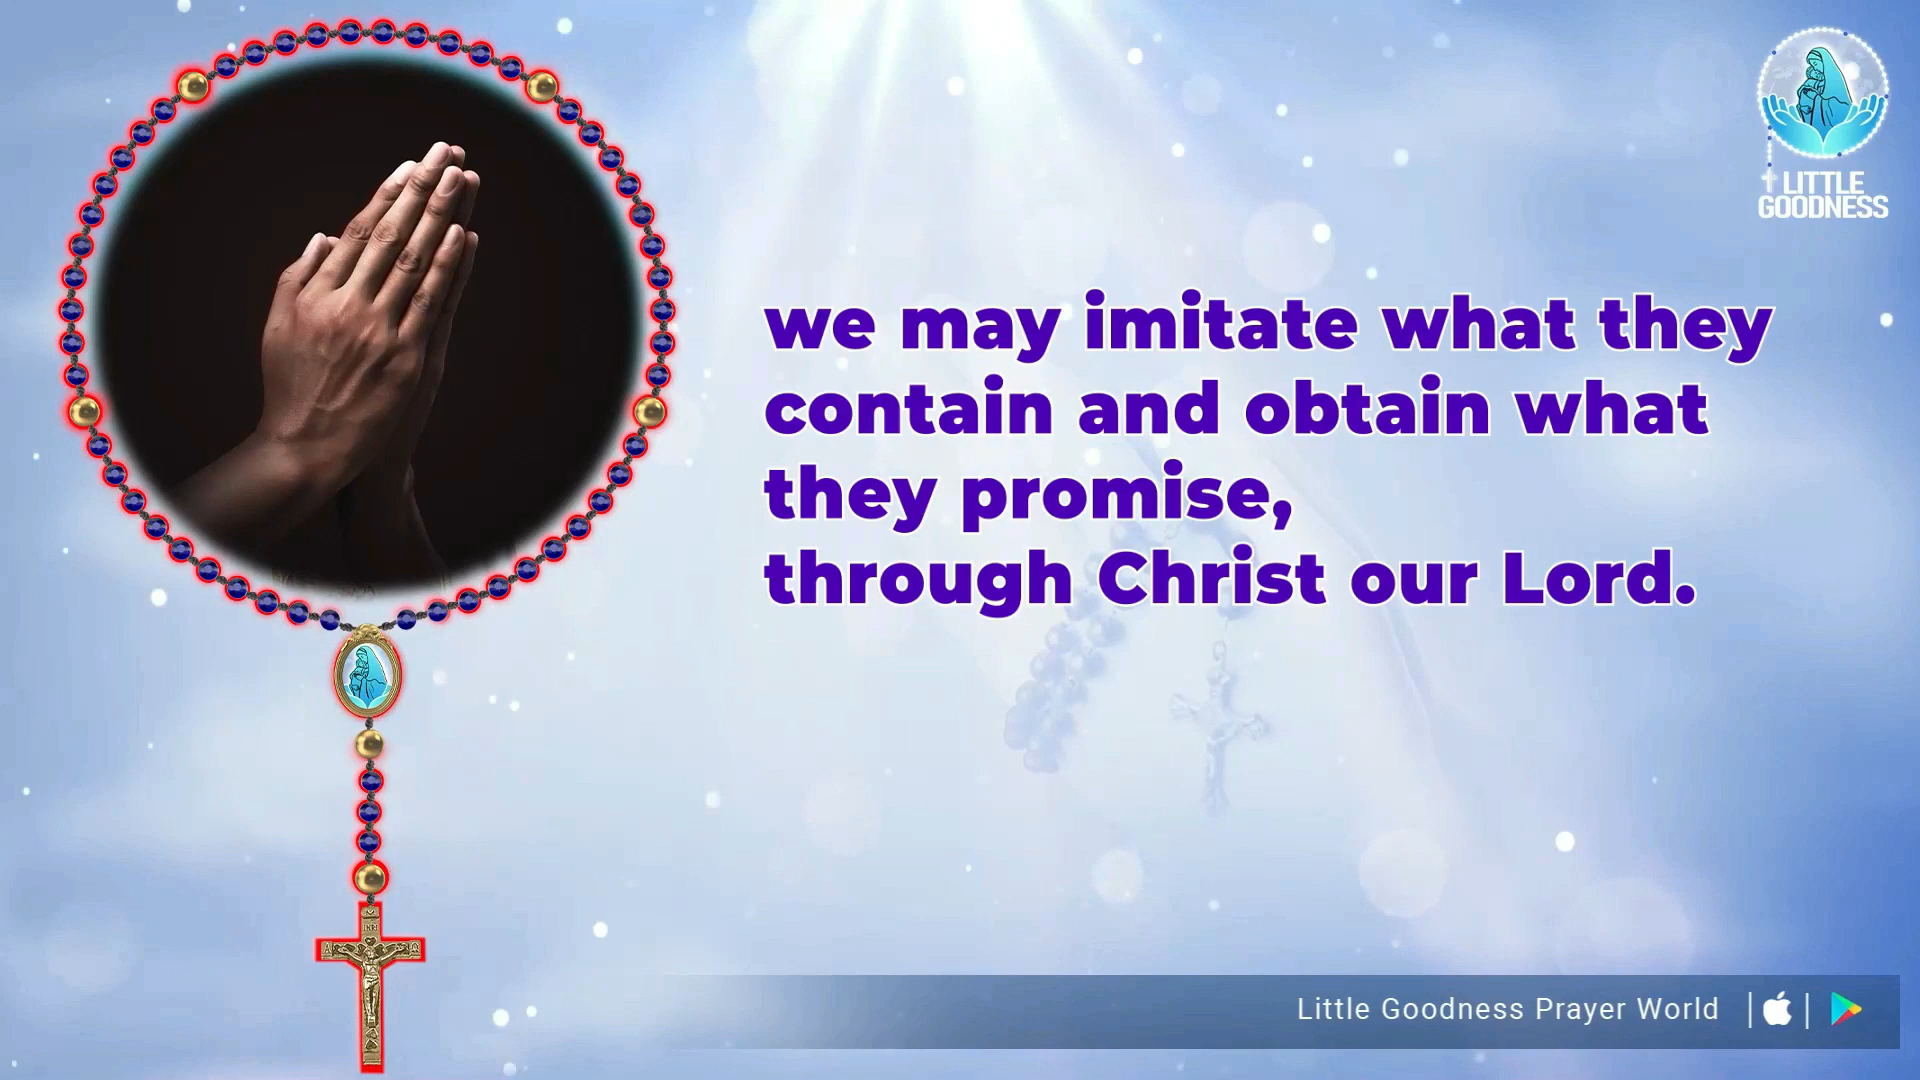 LITTLE
GOODNESS
we may imitate what they
contain and obtain what
they promise,
through Christ our Lord.
INRI
Little Goodness Prayer World